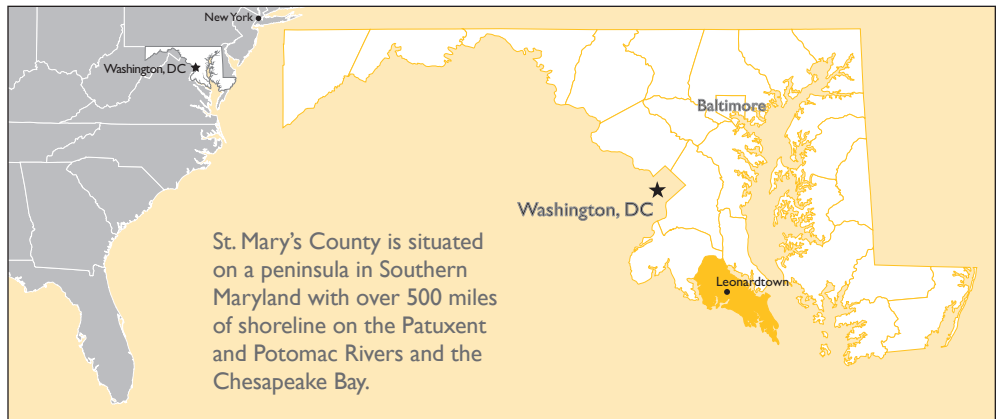 New York
Washington, DC
Baltimore
Washington, DC
Leonardtown
St. Mary's County is situated
on a peninsula in Southern
Maryland with over 500 miles
of shoreline on the Patuxent
and Potomac Rivers and the
Chesapeake Bay.